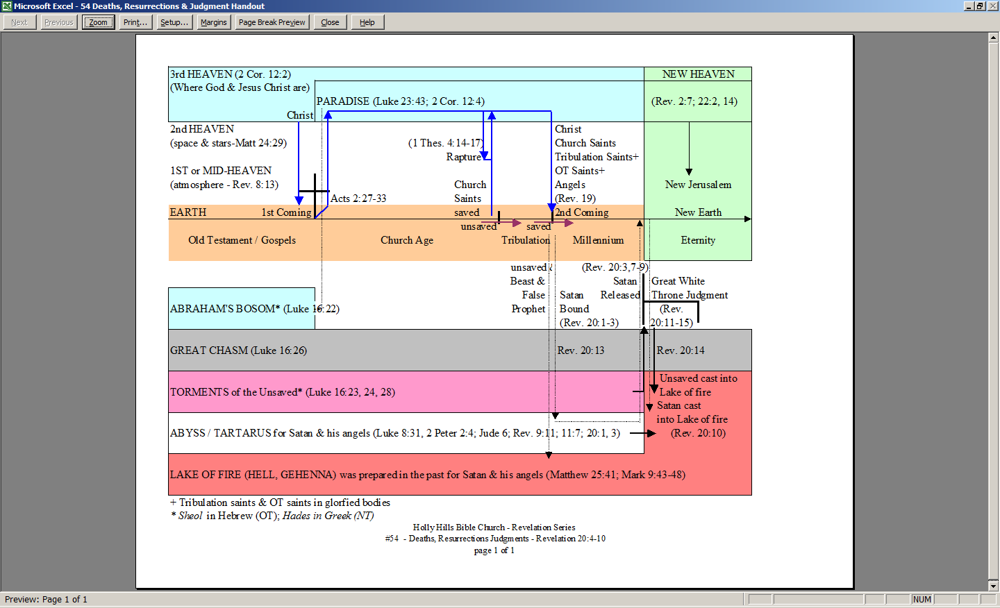 Microsoft Excel - 54 Deaths, Resurrections & Judgment Handout
Next Previous Zoom Print... Setup... Margins Page Break Preview Close Help
3rd HEAVEN (2 Cor. 12:2)
(Where God & Jesus Christ are)
NEW HEAVEN
PARADISE (Luke 23:43; 2 Cor. 12:4)
(Rev. 2:7; 22:2, 14)
Christ
2nd HEAVEN
(space & stars-Matt 24:29)
1ST or MID-HEAVEN
(atmosphere - Rev. 8:13)
(1 Thes. 4:14-17)
Rapture
Christ
Church Saints
Tribulation Saints+
OT Saints+
Angels
(Rev. 19)
Church
Saints
saved
Acts 2:27-33
New Jerusalem
EARTH
1st Coming
2nd Coming
New Earth
unsaved
saved
Old Testament / Gospels
Church Age
Tribulation
Millennium
Eternity
unsaved
Beast &
False
Prophet
(Rev. 20:3,7-9)
Satan
Released
Satan
Bound
(Rev. 20:1-3)
Great White
Throne Judgment
(Rev.
20:11-15)
ABRAHAM'S BOSOM* (Luke 16:22)
GREAT CHASM (Luke 16:26)
Rev. 20:13
Rev. 20:14
TORMENTS of the Unsaved* (Luke 16:23, 24, 28)
Unsaved cast into
Lake of fire
Satan cast
into Lake of fire
(Rev. 20:10)
ABYSS / TARTARUS for Satan & his angels (Luke 8:31, 2 Peter 2:4; Jude 6; Rev. 9:11; 11:7; 20:1, 3)
LAKE OF FIRE (HELL, GEHENNA) was prepared in the past for Satan & his angels (Matthew 25:41; Mark 9:43-48)
+ Tribulation saints & OT saints in glorfied bodies
* Sheol in Hebrew (OT); Hades in Greek (NT)
Holly Hills Bible Church - Revelation Series
#54 - Deaths, Resurrections Judgments - Revelation 20:4-10
page 1 of 1
Preview: Page 1 of 1
NUM